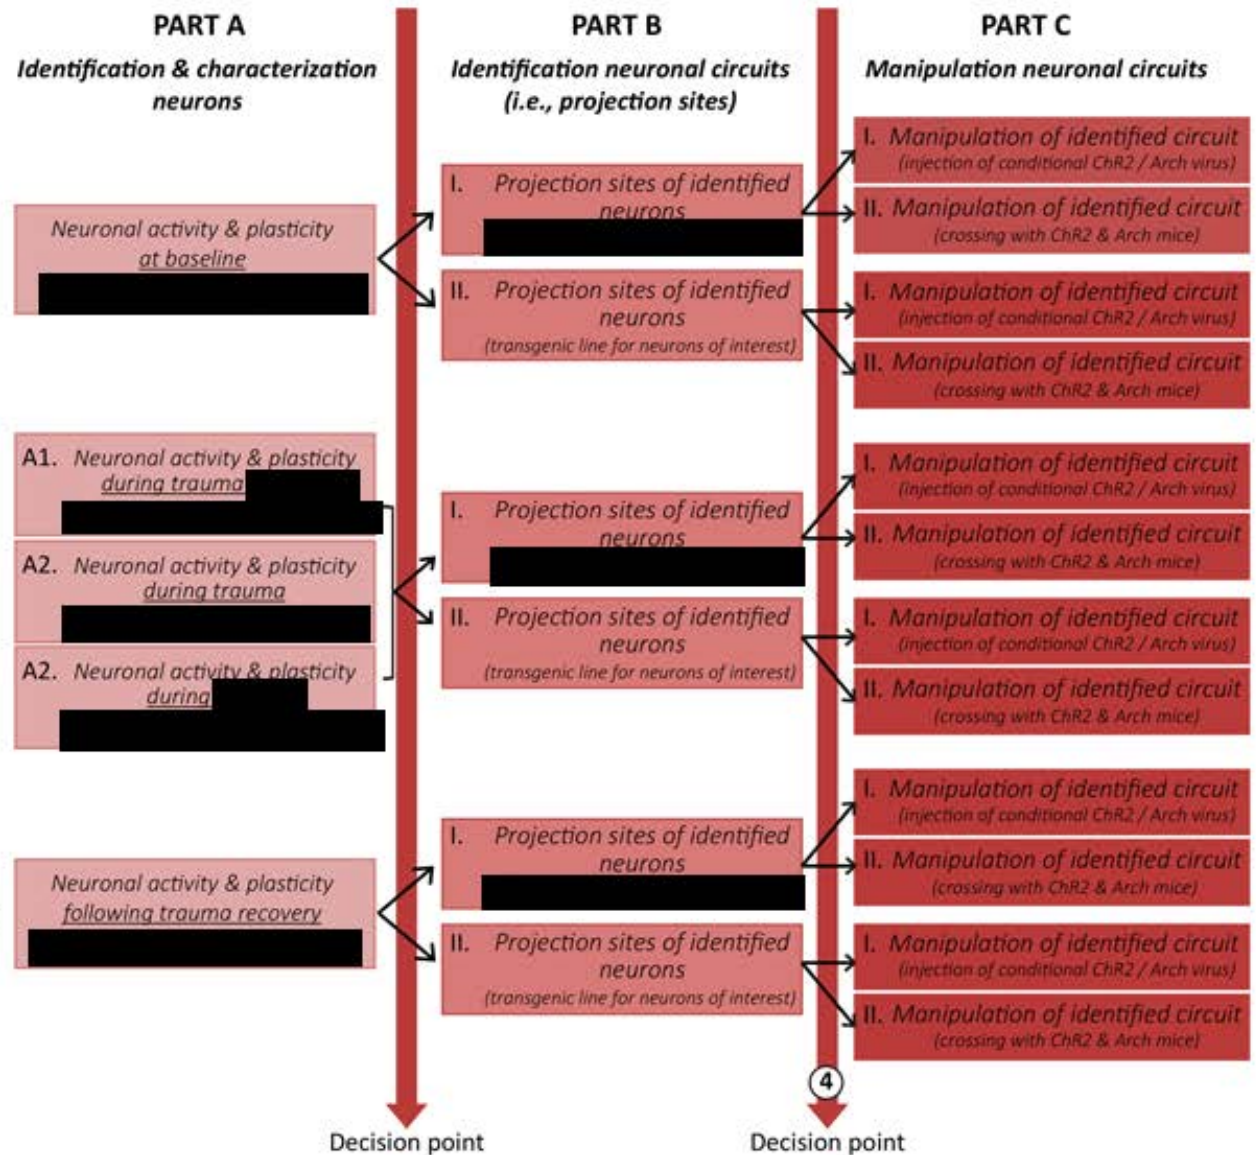 PART A
Identification & characterization
neurons
Neuronal activity & plasticity
at baseline
A1. Neuronal activity & plasticity
during trauma
A2. Neuronal activity & plasticity
during trauma
A2. Neuronal activity & plasticity
during
Neuronal activity & plasticity
following trauma recovery
PART B
Identification neuronal circuits
(i.e., projection sites)
I. Projection sites of identified
neurons
II. Projection sites of identified
neurons
(transgenic line for neurons of interest)
I. Projection sites of identified
neurons
II. Projection sites of identified
neurons
(transgenic line for neurons of interest)
I. Projection sites of identified
neurons
II. Projection sites of identified
neurons
(transgenic line for neurons of interest)
PART C
Manipulation neuronal circuits
I. Manipulation of identified circuit
(injection of conditional ChR2 / Arch virus)
II. Manipulation of identified circuit
(crossing with ChR2 & Arch mice)
I. Manipulation of identified circuit
(injection of conditional ChR2 / Arch virus)
II. Manipulation of identified circuit
(crossing with ChR2 & Arch mice)
I. Manipulation of identified circuit
(injection of conditional ChR2 / Arch virus)
II. Manipulation of identified circuit
(crossing with ChR2 & Arch mice)
I. Manipulation of identified circuit
(injection of conditional ChR2 / Arch virus)
II. Manipulation of identified circuit
(crossing with ChR2 & Arch mice)
I. Manipulation of identified circuit
(injection of conditional ChR2 / Arch virus)
II. Manipulation of identified circuit
(crossing with ChR2 & Arch mice)
I. Manipulation of identified circuit
(injection of conditional ChR2 / Arch virus)
II. Manipulation of identified circuit
(crossing with ChR2 & Arch mice)
4
Decision point
Decision point